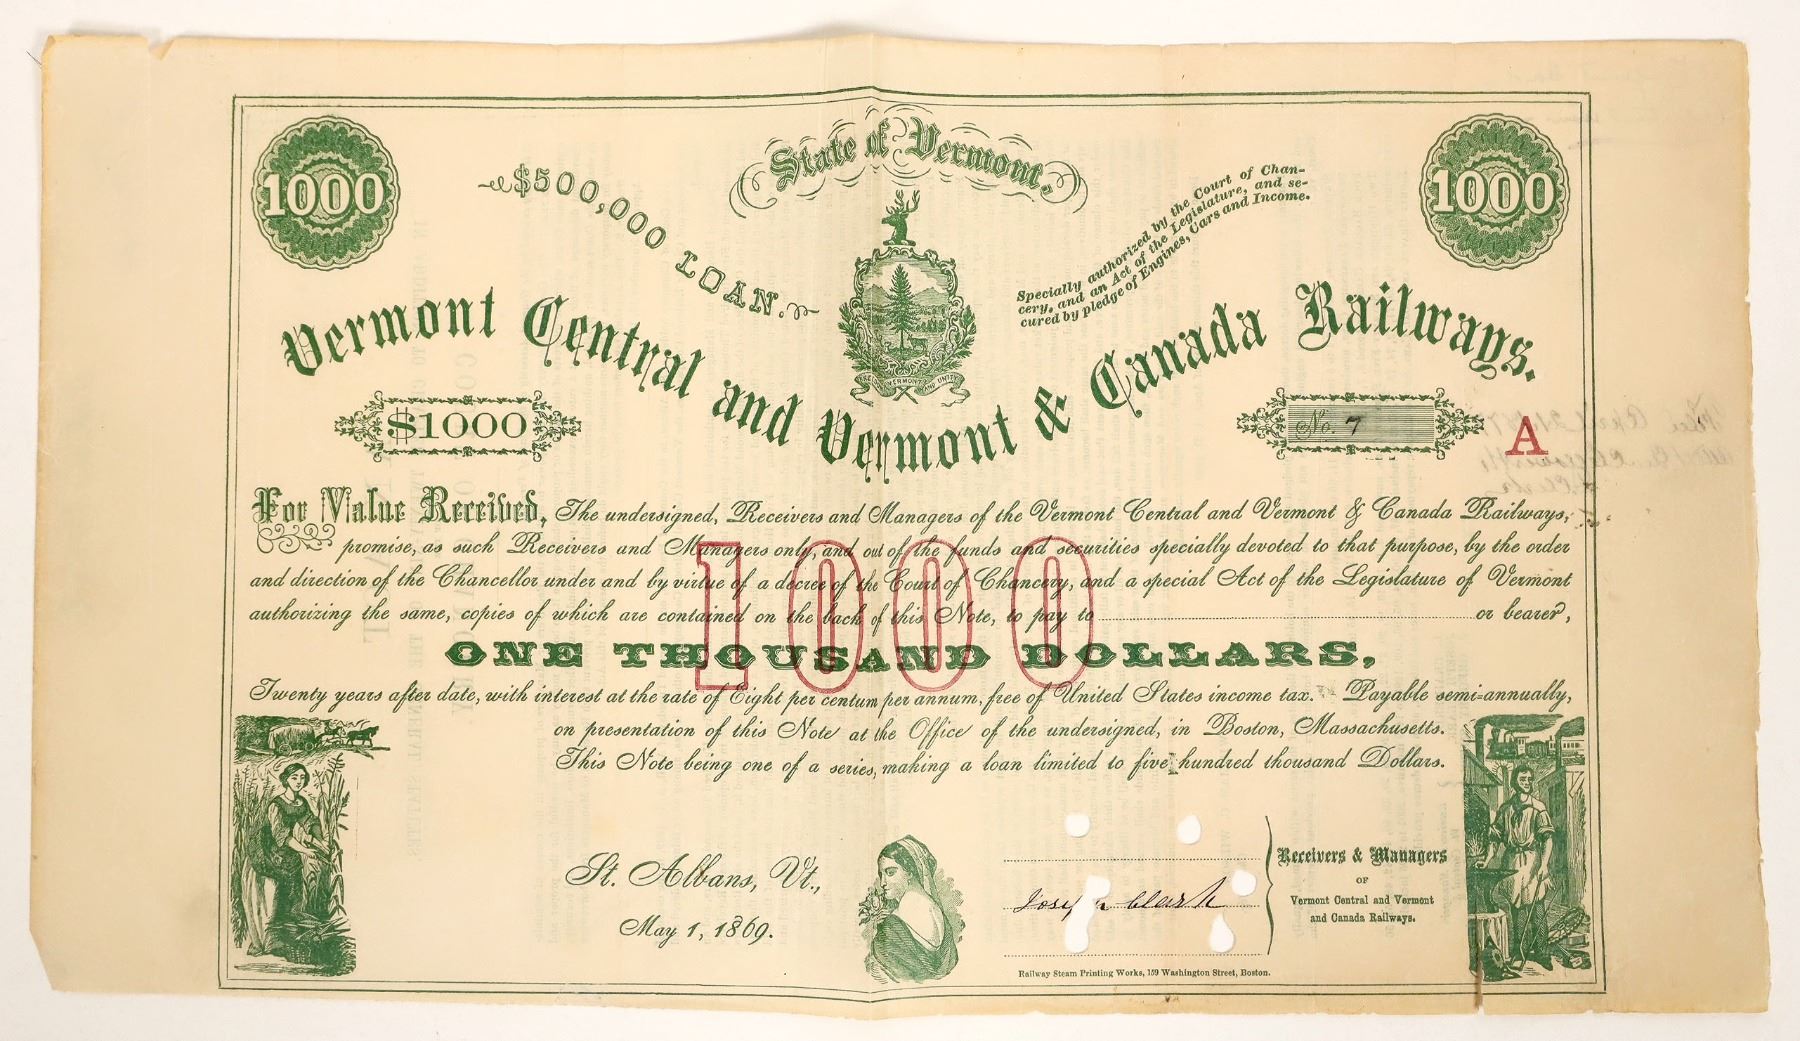 State of Vermont.
1000
$500,000 LOAN.
Specially authorized by the Court of Chan-
cery, and an Act of the Legislature, and se-
cured by pledge of Engines, Cars and Income.
1000
Vermont Central and Vermont & Canada Railways.
VERMONT AND UNITY
$1000
No. 7
A
For Value Received, The undersigned, Receivers and Managers of the Vermont Central and Vermont & Canada Railways,
promise, as such Receivers and Managers only, and out of the funds and securities specially devoted to that purpose, by the order
and direction of the Chancellor under and by virtue of a decree of the Court of Chancery, and a special Act of the Legislature of Vermont
authorizing the same, copies of which are contained on the back of this Note, to pay to or bearer,
1000
ONE THOUSAND DOLLARS,
Twenty years after date, with interest at the rate of Eight per centum per annum, free of United States income tax. Payable semi-annually,
on presentation of this Note at the Office of the undersigned, in Boston, Massachusetts.
This Note being one of a series, making a loan limited to five hundred thousand Dollars.
St. Albans, Vt.,
May 1, 1869.
Joseph Clark
Receivers & Managers
OF
Vermont Central and Vermont
and Canada Railways.
Railway Steam Printing Works, 159 Washington Street, Boston.